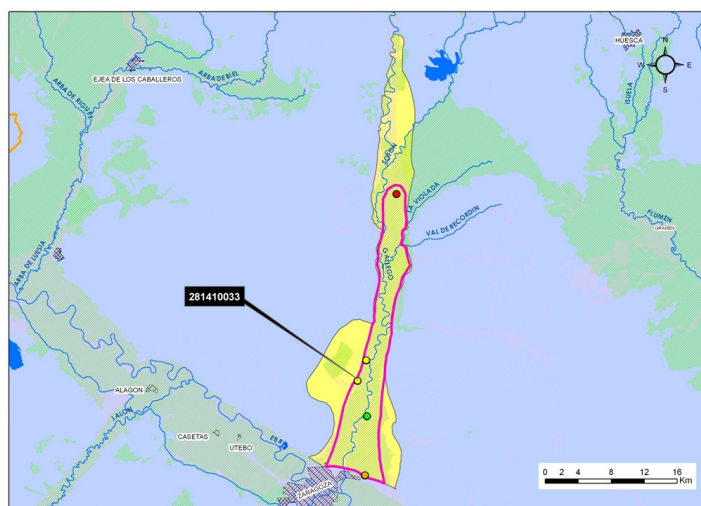 HUESCA
N
W E
S
EJEA DE LOS CABALLEROS
ARBA DE BIEL
ARBA DE RIGUEL
ISUELA
SOTON
LA VIOLADA
VAL DE RECORDIN
FLUMEN
GRAÑEN
GALLEGO
ARBA DE LUESIA
281410033
ALAGON
JALON
CASETAS
UTEBO
EBRO
ZARAGOZA
0 2 4 8 12 16
Km